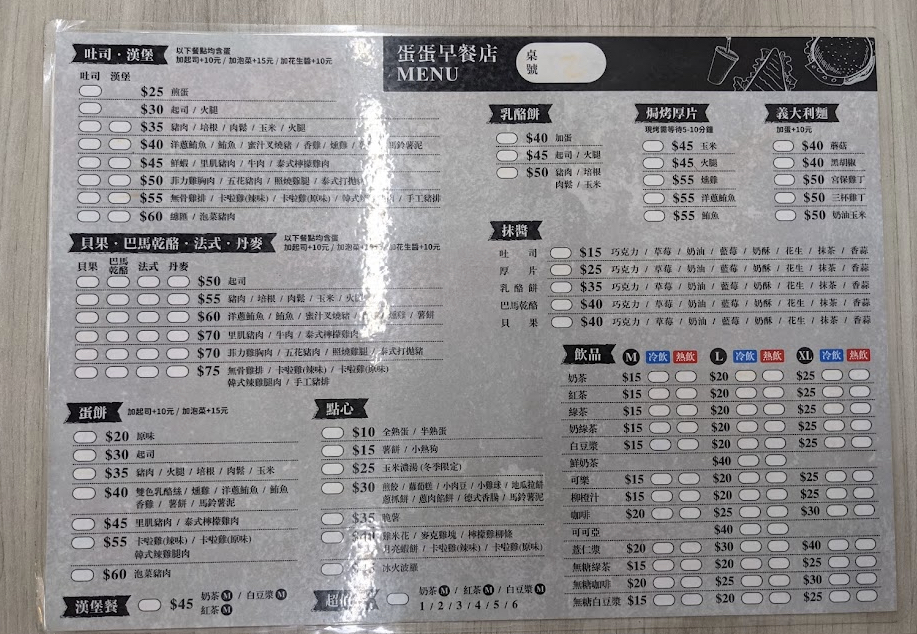 蛋蛋早餐店
MENU
桌號
吐司・漢堡
以下餐點均含蛋
加起司+10元 / 加泡菜+15元 / 加花生醬+10元
吐司 漢堡
$25 煎蛋
$30 起司 / 火腿
$35 豬肉 / 培根 / 肉鬆 / 玉米 / 火腿
$40 洋蔥鮪魚 / 鮪魚 / 蜜汁叉燒豬 / 香雞 / 燻雞 / 馬鈴薯泥
$45 鮮蝦 / 里肌豬肉 / 牛肉 / 泰式檸檬雞肉
$50 菲力雞胸肉 / 五花豬肉 / 照燒雞腿 / 泰式打拋
$55 無骨雞排 / 卡啦雞(辣味) / 卡啦雞(原味) / 韓式 / 手工豬排
$60 總匯 / 泡菜豬肉
貝果・巴馬乾酪・法式・丹麥
以下餐點均含蛋
加起司+10元 / 加泡菜+15元 / 加花生醬+10元
貝果 巴馬乾酪 法式 丹麥
$50 起司
$55 豬肉 / 培根 / 肉鬆 / 玉米 / 火
$60 洋蔥鮪魚 / 鮪魚 / 蜜汁叉燒 / 燻雞 / 薯餅
$70 里肌豬肉 / 牛肉 / 泰式檸檬雞肉
$70 菲力雞胸肉 / 五花豬肉 / 照燒雞腿 / 泰式打拋豬
$75 無骨雞排 / 卡啦雞(辣味) / 卡啦雞(原味)
韓式辣雞腿肉 / 手工豬排
蛋餅
加起司+10元 / 加泡菜+15元
$20 原味
$30 起司
$35 豬肉 / 火腿 / 培根 / 肉鬆 / 玉米
$40 雙色乳酪絲 / 燻雞 / 洋蔥鮪魚 / 鮪魚
香雞 / 薯餅 / 馬鈴薯泥
$45 里肌豬肉 / 泰式檸檬雞肉
$55 卡啦雞(辣味) / 卡啦雞(原味)
韓式辣雞腿肉
$60 泡菜豬肉
漢堡餐
$45 奶茶M / 白豆漿M
紅茶M
點心
$10 全熟蛋 / 半熟蛋
$15 薯餅 / 小熱狗
$25 玉米濃湯(冬季限定)
$30 煎餃 / 蘿蔔糕 / 小肉豆 / 小雞球 / 地瓜拉絲
蔥抓餅 / 蔥肉餡餅 / 德式香腸 / 馬鈴薯泥
$35 脆薯
雞米花 / 麥克雞塊 / 檸檬雞柳條
月亮蝦餅 / 卡啦雞(辣味) / 卡啦雞(原味)
冰火波蘿
超值
奶茶M / 紅茶M / 白豆漿M
1 / 2 / 3 / 4 / 5 / 6
乳酪餅
$40 加蛋
$45 起司 / 火腿
$50 豬肉 / 培根
肉鬆 / 玉米
焗烤厚片
現烤需等待5-10分鐘
$45 玉米
$45 火腿
$55 燻雞
$55 洋蔥鮪魚
$55 鮪魚
義大利麵
加蛋+10元
$40 蘑菇
$40 黑胡椒
$50 宮保雞丁
$50 三杯雞丁
$50 奶油玉米
抹醬
吐司 $15 巧克力 / 草莓 / 奶油 / 藍莓 / 奶酥 / 花生 / 抹茶 / 香蒜
厚片 $25 巧克力 / 草莓 / 奶油 / 藍莓 / 奶酥 / 花生 / 抹茶 / 香蒜
乳酪餅 $35 巧克力 / 草莓 / 奶油 / 藍莓 / 奶酥 / 花生 / 抹茶 / 香蒜
巴馬乾酪 $40 巧克力 / 草莓 / 奶油 / 藍莓 / 奶酥 / 花生 / 抹茶 / 香蒜
貝果 $40 巧克力 / 草莓 / 奶油 / 藍莓 / 奶酥 / 花生 / 抹茶 / 香蒜
飲品 M 冷飲 熱飲 L 冷飲 熱飲 XL 冷飲 熱飲
奶茶 $15 $20 $25
紅茶 $15 $20 $25
綠茶 $15 $20 $25
奶綠茶 $15 $20 $25
白豆漿 $15 $20 $25
鮮奶茶 $40
可樂 $15 $20 $25
柳橙汁 $15 $20 $25
咖啡 $20 $25 $30
可可亞 $40
薏仁漿 $20 $30 $40
無糖綠茶 $15 $20 $25
無糖咖啡 $20 $25 $30
無糖白豆漿 $15 $20 $25